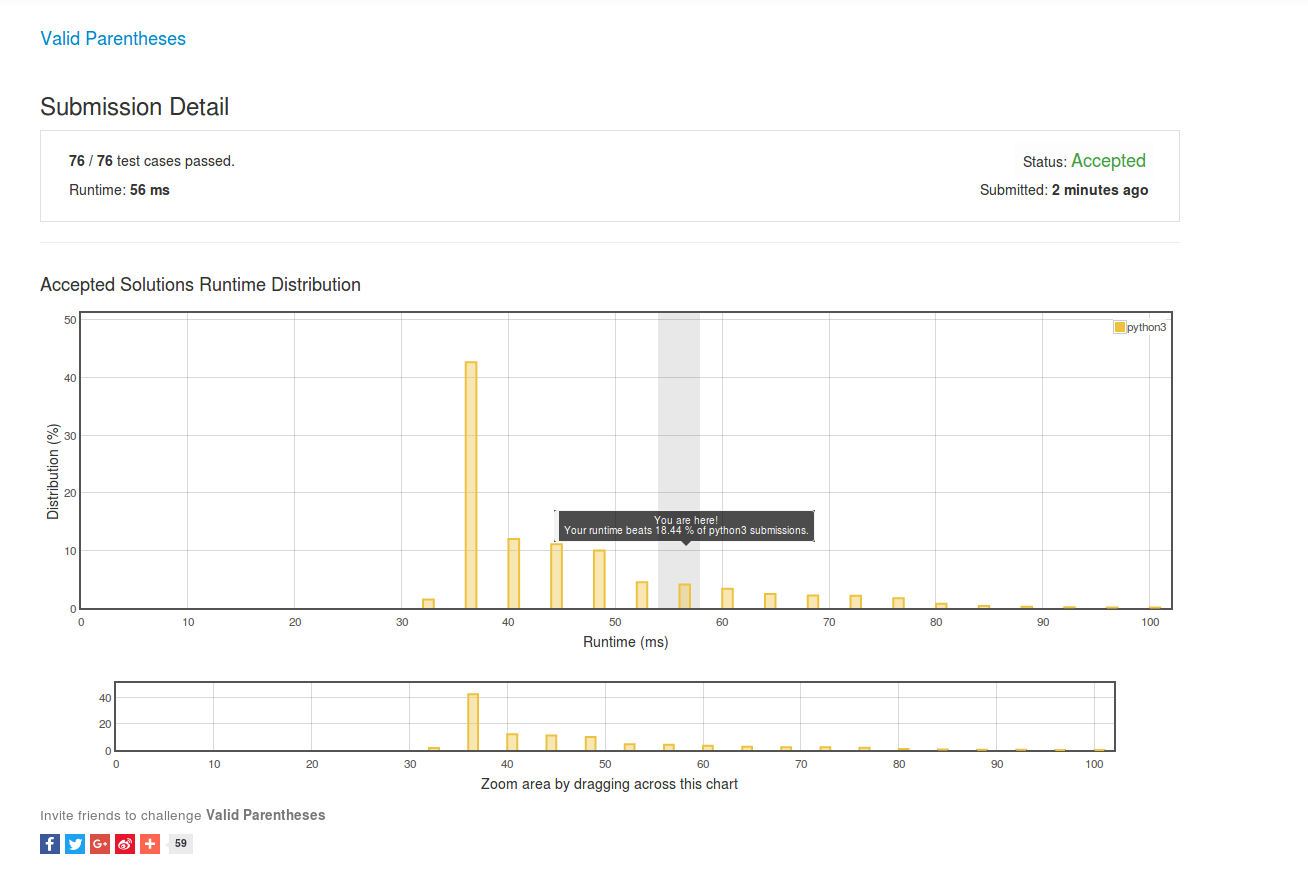 Valid Parentheses
Submission Detail
76 / 76 test cases passed.
Status: Accepted
Runtime: 56 ms
Submitted: 2 minutes ago
Accepted Solutions Runtime Distribution
50
40
30
20
10
0
Distribution (%)
python3
You are here!
Your runtime beats 18.44 % of python3 submissions.
0 10 20 30 40 50 60 70 80 90 100
Runtime (ms)
40
20
0
0 10 20 30 40 50 60 70 80 90 100
Zoom area by dragging across this chart
Invite friends to challenge Valid Parentheses
f G+ + 59